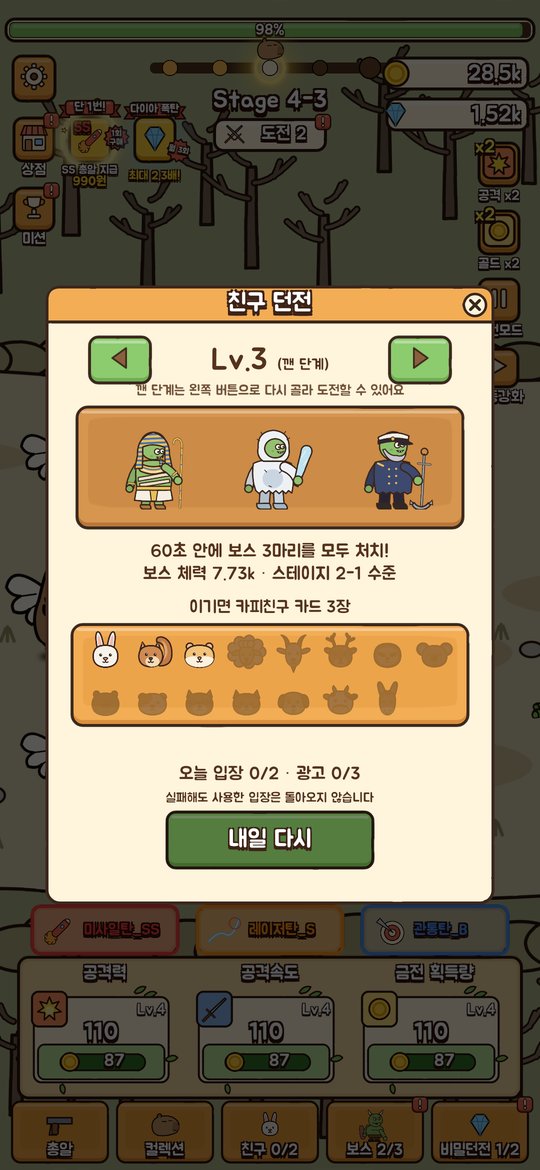 98%
28.5k
Stage 4-3
단 1번!
다이아 폭탄
1.52k
도전 2
SS
1회 구매
상점
SS 총알 지급
990원
최대 2.3배!
x2
공격 x2
미션
x2
골드 x2
친구 던전
Lv.3 (깬 단계)
깬 단계는 왼쪽 버튼으로 다시 골라 도전할 수 있어요
60초 안에 보스 3마리를 모두 처치!
보스 체력 7.73k · 스테이지 2-1 수준
이기면 카피친구 카드 3장
오늘 입장 0/2 · 광고 0/3
실패해도 사용한 입장은 돌아오지 않습니다
내일 다시
미사일탄_SS
레이저탄_S
관통탄_B
공격력
공격속도
금전 획득량
Lv.4
Lv.4
Lv.4
110
110
110
87
87
87
총알
컬렉션
친구 0/2
보스 2/3
비밀던전 1/2